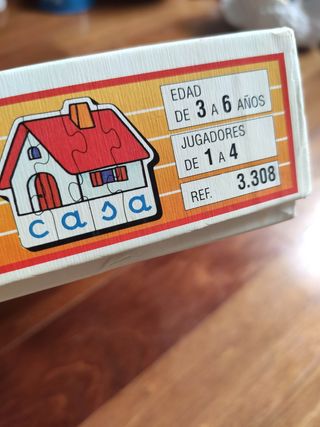 EDAD
DE 3 A 6 AÑOS
JUGADORES
DE 1 A 4
REF. 3.308
casa